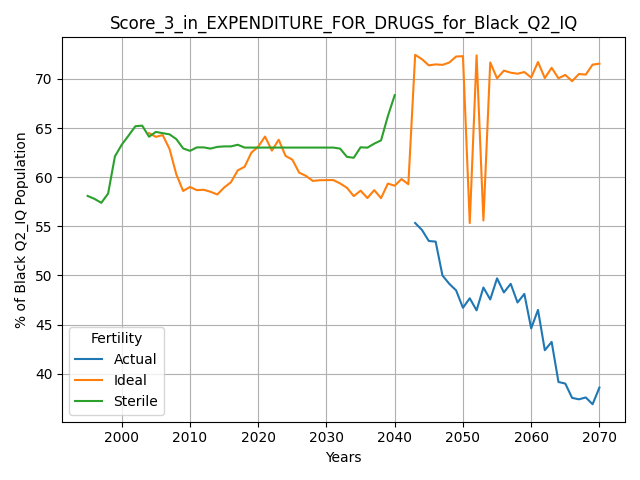 Score_3_in_EXPENDITURE_FOR_DRUGS_for_Black_Q2_IQ
% of Black Q2_IQ Population
70
65
60
55
50
45
40
Fertility
Actual
Ideal
Sterile
2000 2010 2020 2030 2040 2050 2060 2070
Years